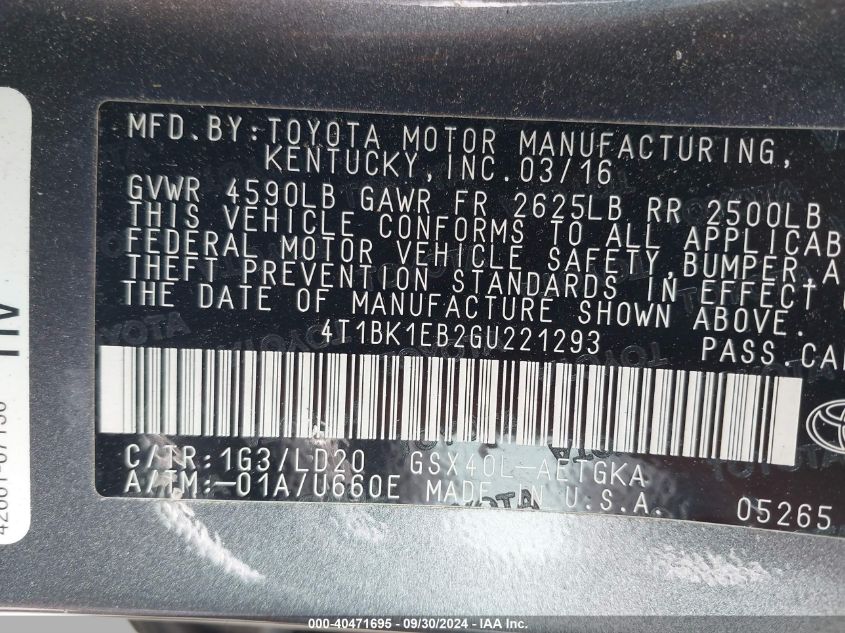 MFD.BY:TOYOTA MOTOR MANUFACTURING,
KENTUCKY,INC.03/16
GVWR 4590LB GAWR FR 2625LB RR 2500LB
THIS VEHICLE CONFORMS TO ALL APPLICAB
FEDERAL MOTOR VEHICLE SAFETY,BUMPER,A
THEFT PREVENTION STANDARDS IN EFFECT
THE DATE OF MANUFACTURE SHOWN ABOVE.
4T1BK1EB2GU221293 PASS.CAR
C/TR:1G3/LD20 GSX40L-AETGKA
A/TM:-01A/U660E MADE IN U.S.A. 05265
000-40471695 - 09/30/2024 - IAA Inc.